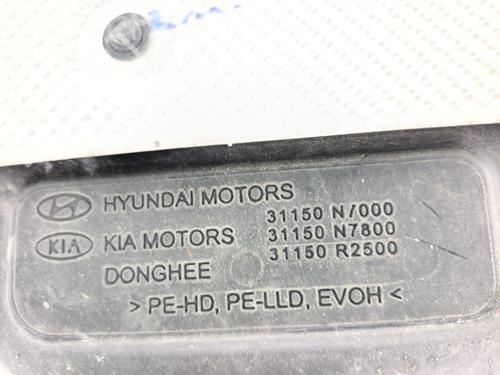 HYUNDAI MOTORS
31150 N/000
KIA KIA MOTORS 31150 N7800
DONGHEE 31150 R2500
> PE-HD, PE-LLD, EVOH <